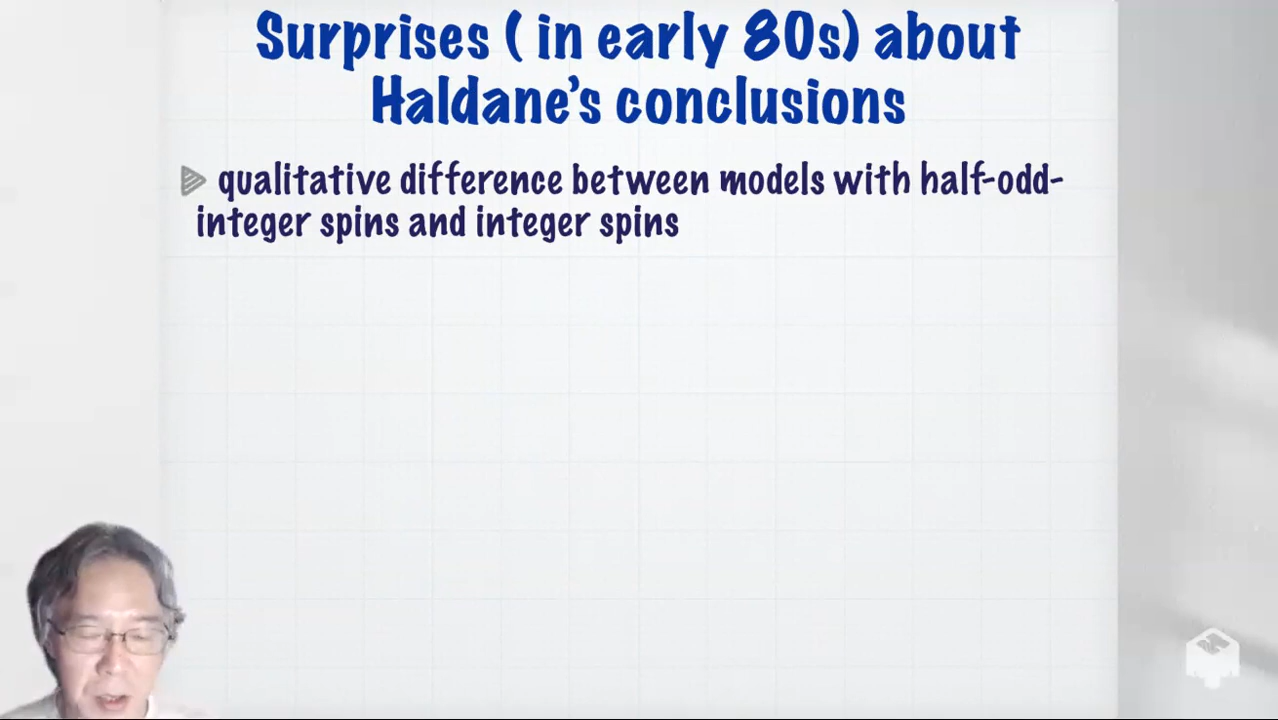 Surprises ( in early 80s) about
Haldane's conclusions
qualitative difference between models with half-odd-
integer spins and integer spins